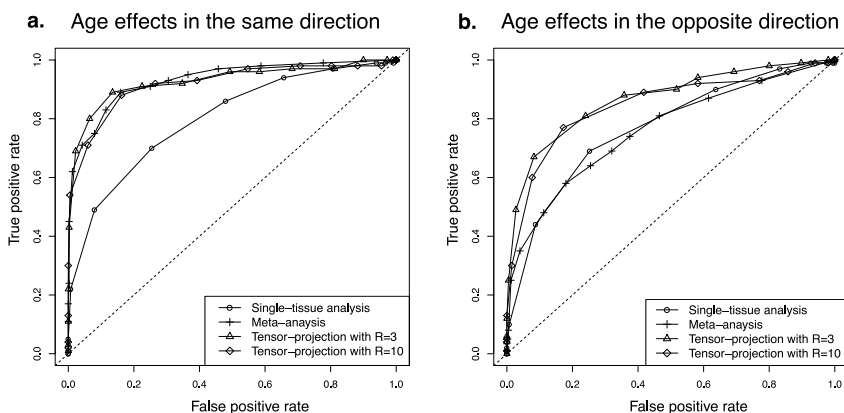 a. Age effects in the same direction
True positive rate
1.0
0.8
0.6
0.4
0.2
0.0
Single-tissue analysis
Meta-anaysis
Tensor-projection with R=3
Tensor-projection with R=10
0.0 0.2 0.4 0.6 0.8 1.0
False positive rate
b. Age effects in the opposite direction
True positive rate
1.0
0.8
0.6
0.4
0.2
0.0
Single-tissue analysis
Meta-anaysis
Tensor-projection with R=3
Tensor-projection with R=10
0.0 0.2 0.4 0.6 0.8 1.0
False positive rate